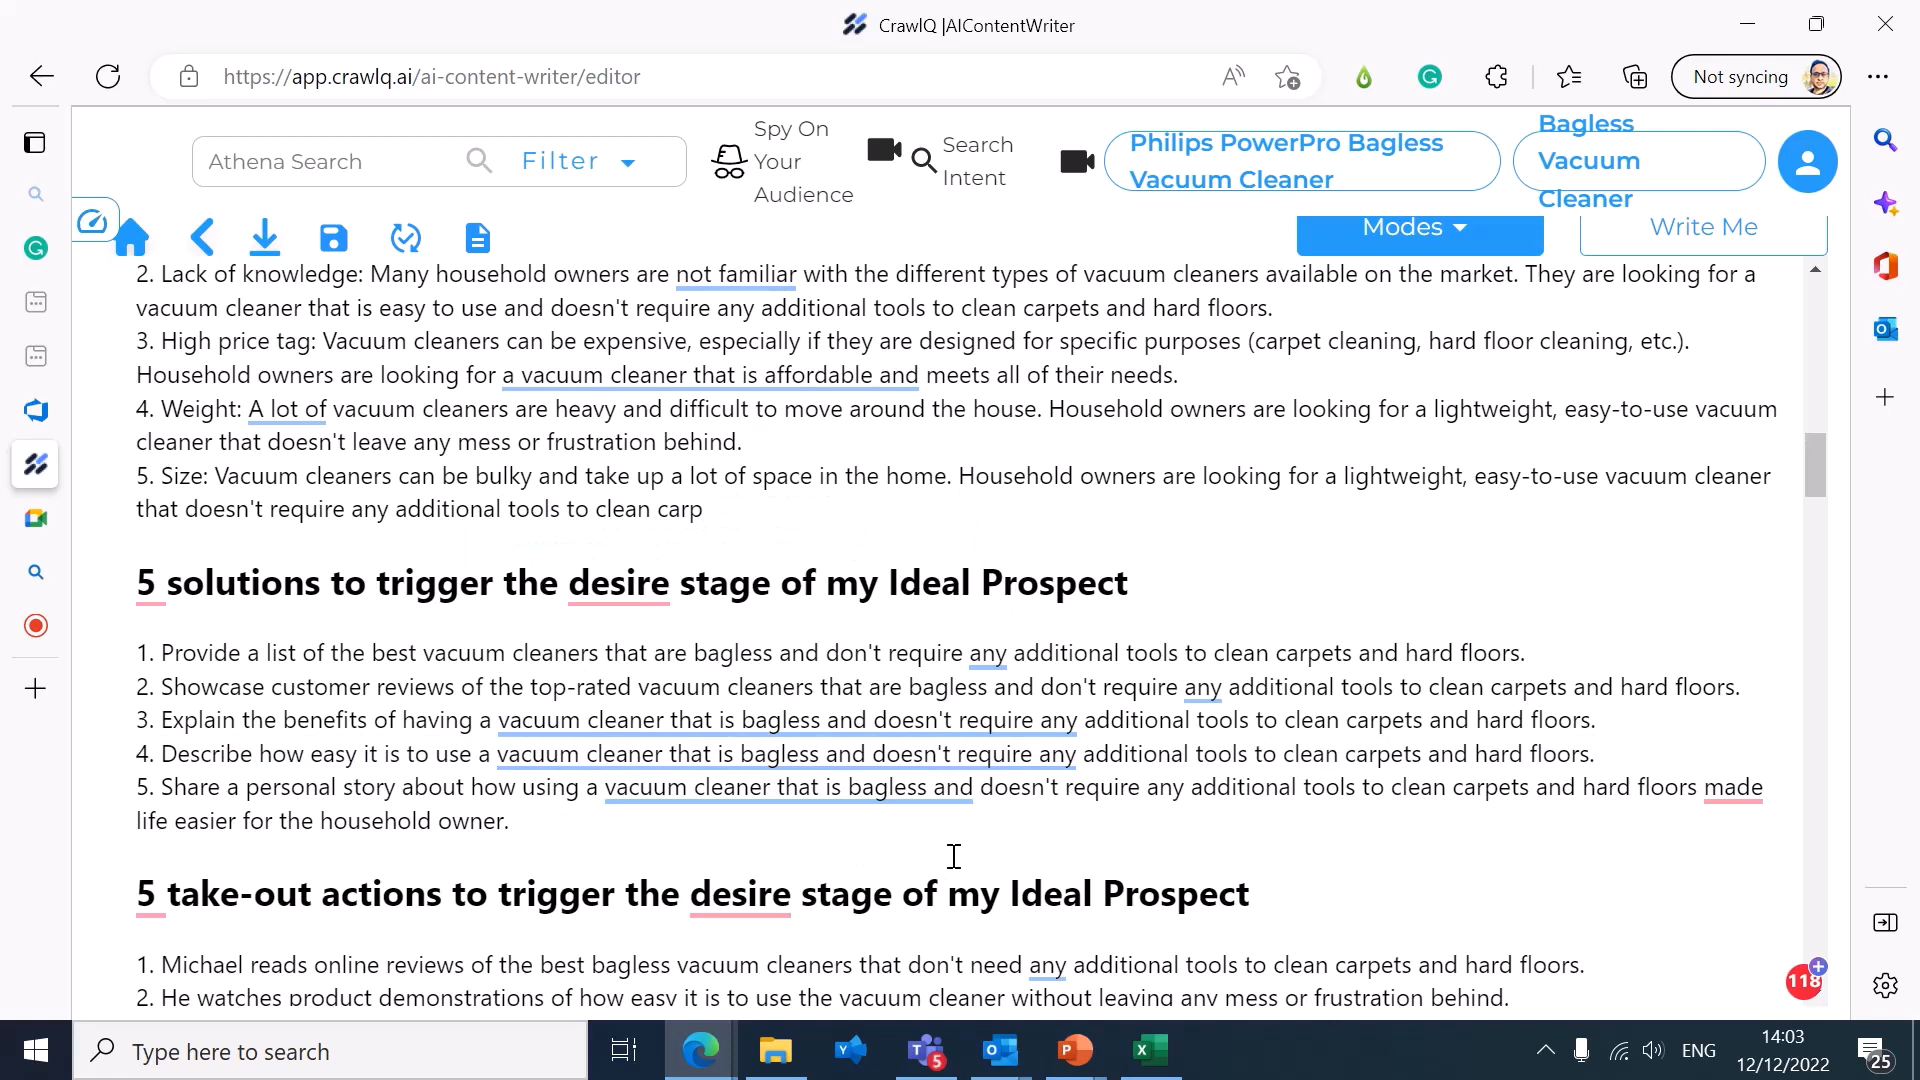 CrawlQ |AIContentWriter
https://app.crawlq.ai/ai-content-writer/editor
Not syncing
Athena Search
Filter
Spy On
Your
Audience
Search
Intent
Philips PowerPro Bagless
Vacuum Cleaner
Bagless
Vacuum
Cleaner
Modes
Write Me
2. Lack of knowledge: Many household owners are not familiar with the different types of vacuum cleaners available on the market. They are looking for a
vacuum cleaner that is easy to use and doesn't require any additional tools to clean carpets and hard floors.
3. High price tag: Vacuum cleaners can be expensive, especially if they are designed for specific purposes (carpet cleaning, hard floor cleaning, etc.).
Household owners are looking for a vacuum cleaner that is affordable and meets all of their needs.
4. Weight: A lot of vacuum cleaners are heavy and difficult to move around the house. Household owners are looking for a lightweight, easy-to-use vacuum
cleaner that doesn't leave any mess or frustration behind.
5. Size: Vacuum cleaners can be bulky and take up a lot of space in the home. Household owners are looking for a lightweight, easy-to-use vacuum cleaner
that doesn't require any additional tools to clean carp
5 solutions to trigger the desire stage of my Ideal Prospect
1. Provide a list of the best vacuum cleaners that are bagless and don't require any additional tools to clean carpets and hard floors.
2. Showcase customer reviews of the top-rated vacuum cleaners that are bagless and don't require any additional tools to clean carpets and hard floors.
3. Explain the benefits of having a vacuum cleaner that is bagless and doesn't require any additional tools to clean carpets and hard floors.
4. Describe how easy it is to use a vacuum cleaner that is bagless and doesn't require any additional tools to clean carpets and hard floors.
5. Share a personal story about how using a vacuum cleaner that is bagless and doesn't require any additional tools to clean carpets and hard floors made
life easier for the household owner.
5 take-out actions to trigger the desire stage of my Ideal Prospect
1. Michael reads online reviews of the best bagless vacuum cleaners that don't need any additional tools to clean carpets and hard floors.
2. He watches product demonstrations of how easy it is to use the vacuum cleaner without leaving any mess or frustration behind.
118
Type here to search
5
ENG
14:03
12/12/2022
25